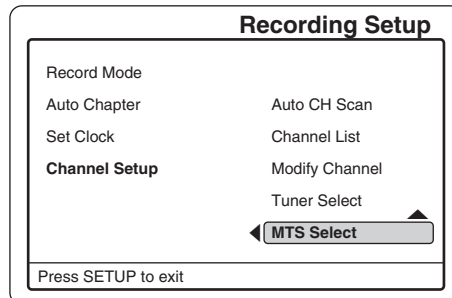 Recording Setup
Record Mode
Auto Chapter
Auto CH Scan
Set Clock
Channel List
Channel Setup
Modify Channel
Tuner Select
MTS Select
Press SETUP to exit